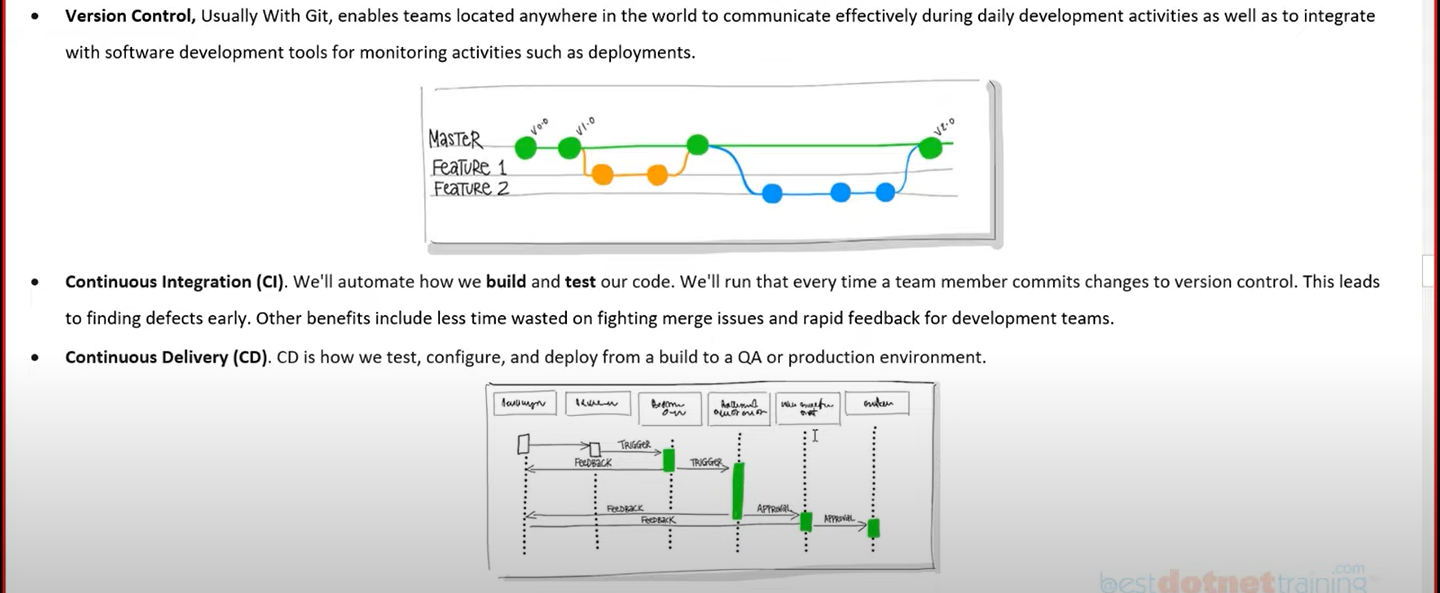 Version Control, Usually With Git, enables teams located anywhere in the world to communicate effectively during daily development activities as well as to integrate
with software development tools for monitoring activities such as deployments.
V0.0
V1.0
V2.0
MASTER
FEATURE 1
FEATURE 2
Continuous Integration (CI). We'll automate how we build and test our code. We'll run that every time a team member commits changes to version control. This leads
to finding defects early. Other benefits include less time wasted on fighting merge issues and rapid feedback for development teams.
Continuous Delivery (CD). CD is how we test, configure, and deploy from a build to a QA or production environment.
TRIGGER
FEEDBACK
TRIGGER
FEEDBACK
APPROVAL
FEEDBACK
APPROVAL
bestdotnettraining.com